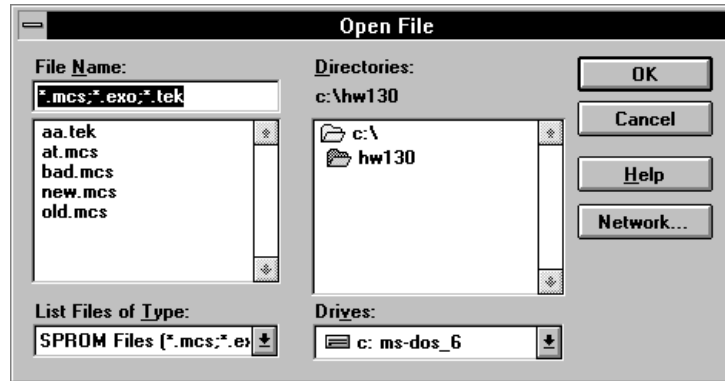 Open File
File Name:
*.mcs;*.exo;*.tek
aa.tek
at.mcs
bad.mcs
new.mcs
old.mcs
List Files of Type:
SPROM Files (*.mcs;*.ex
Directories:
c:\hw130
c:\
hw130
Drives:
c: ms-dos_6
OK
Cancel
Help
Network...